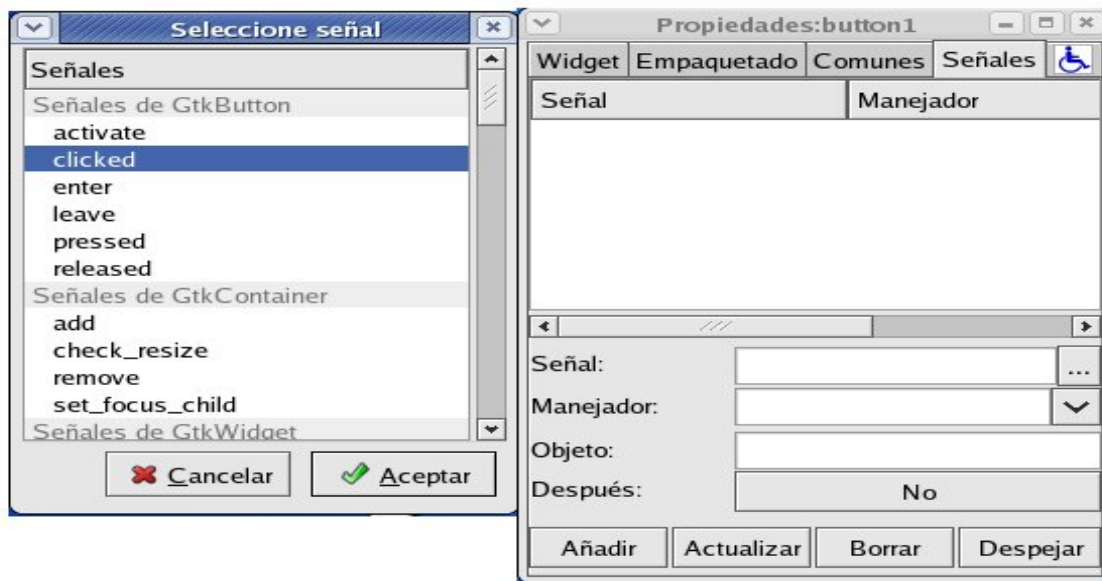 Seleccione señal
Señales
Señales de GtkButton
activate
clicked
enter
leave
pressed
released
Señales de GtkContainer
add
check_resize
remove
set_focus_child
Señales de GtkWidget
Cancelar
Aceptar
Propiedades:button1
Widget Empaquetado Comunes Señales
Señal Manejador
Señal: ...
Manejador:
Objeto:
Después: No
Añadir Actualizar Borrar Despejar